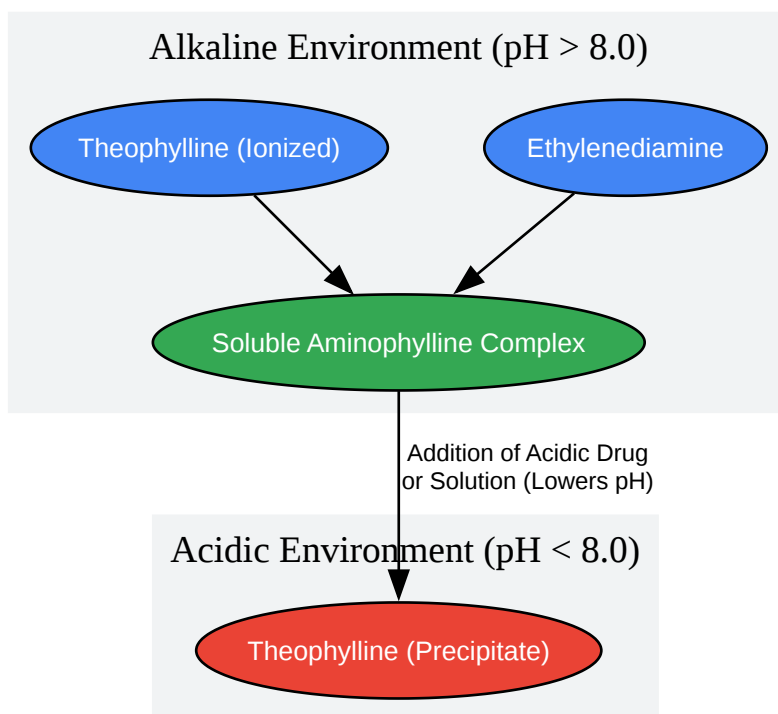 Alkaline Environment (pH > 8.0)
Theophylline (Ionized)
Ethylenediamine
Soluble Aminophylline Complex
Addition of Acidic Drug
or Solution (Lowers pH)
Acidic Environment (pH < 8.0)
Theophylline (Precipitate)